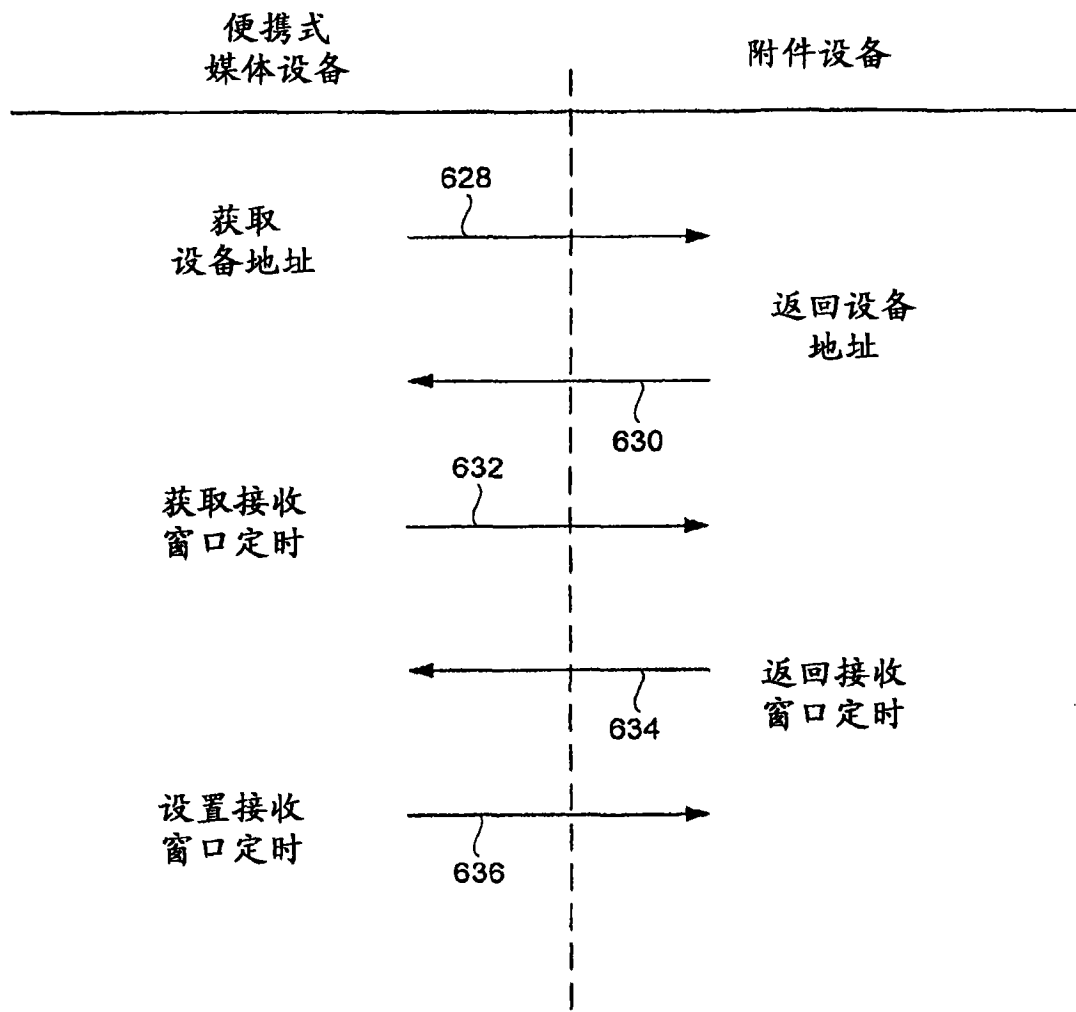 便携式
媒体设备
附件设备
628
获取
设备地址
返回设备
地址
630
632
获取接收
窗口定时
返回接收
窗口定时
634
设置接收
窗口定时
636